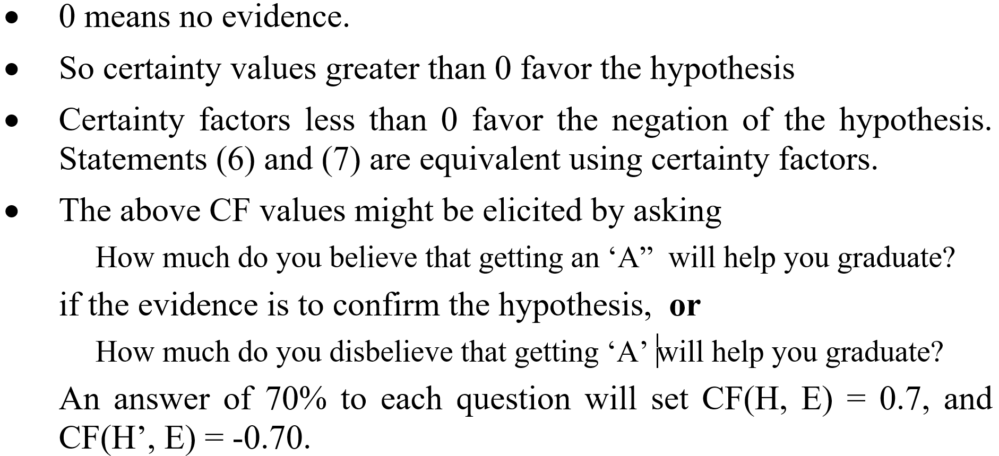 • 0 means no evidence.
• So certainty values greater than 0 favor the hypothesis
• Certainty factors less than 0 favor the negation of the hypothesis.
Statements (6) and (7) are equivalent using certainty factors.
• The above CF values might be elicited by asking
How much do you believe that getting an ‘A” will help you graduate?
if the evidence is to confirm the hypothesis, or
How much do you disbelieve that getting ‘A’ will help you graduate?
An answer of 70% to each question will set CF(H, E) = 0.7, and
CF(H’, E) = -0.70.